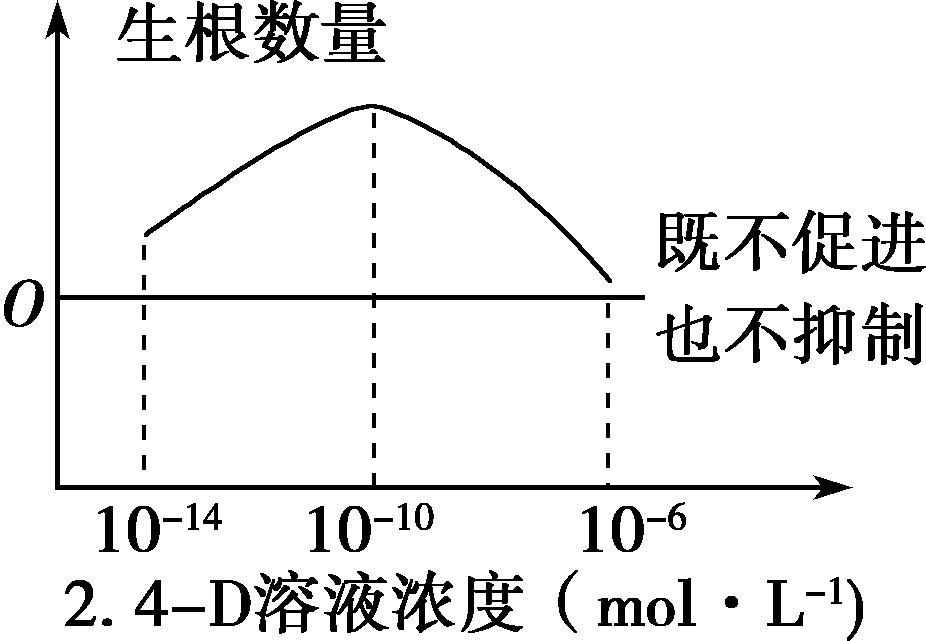 生根数量
既不促进
O
也不抑制
10⁻¹⁴ 10⁻¹⁰ 10⁻⁶
2. 4-D溶液浓度（mol·L⁻¹)